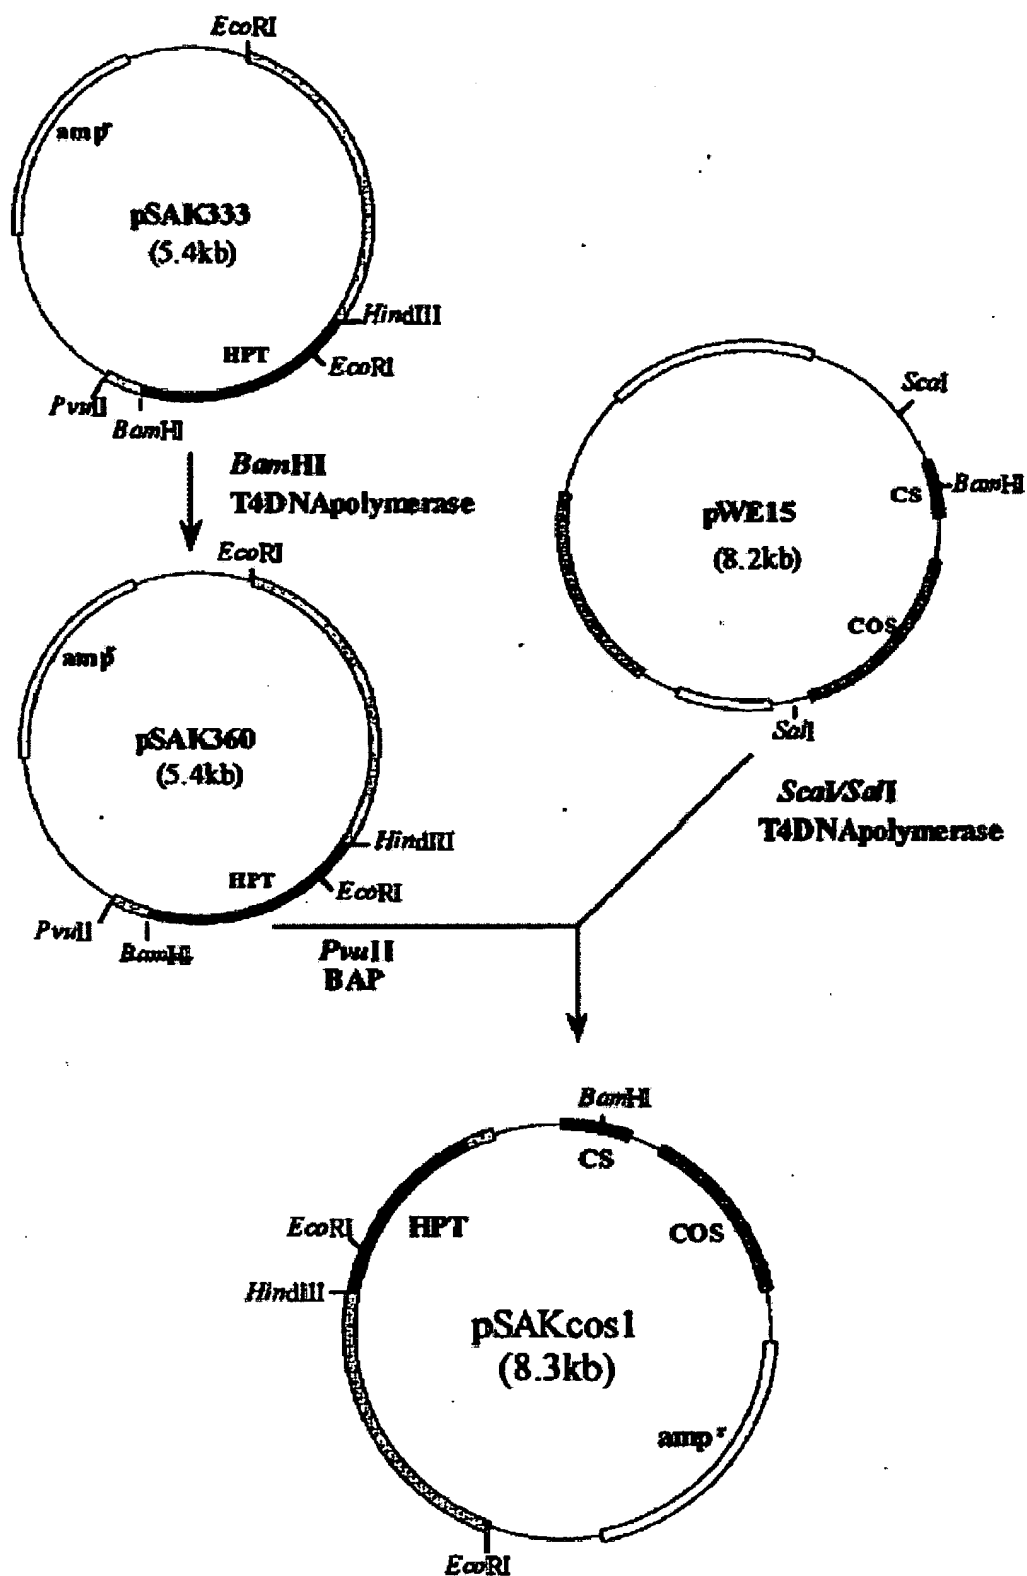 EcoRI
ampʳ
pSAK333
(5.4kb)
HindIII
HPT
EcoRI
PvuII
BamHI
BamHI
T4DNApolymerase
ScaI
CS
BamHI
pWE15
(8.2kb)
COS
SalI
EcoRI
ampʳ
pSAK360
(5.4kb)
HindIII
HPT
EcoRI
PvuII
BamHI
ScaI/SalI
T4DNApolymerase
PvuII
BAP
BamHI
CS
EcoRI
HPT
COS
HindIII
pSAKcos1
(8.3kb)
ampʳ
EcoRI